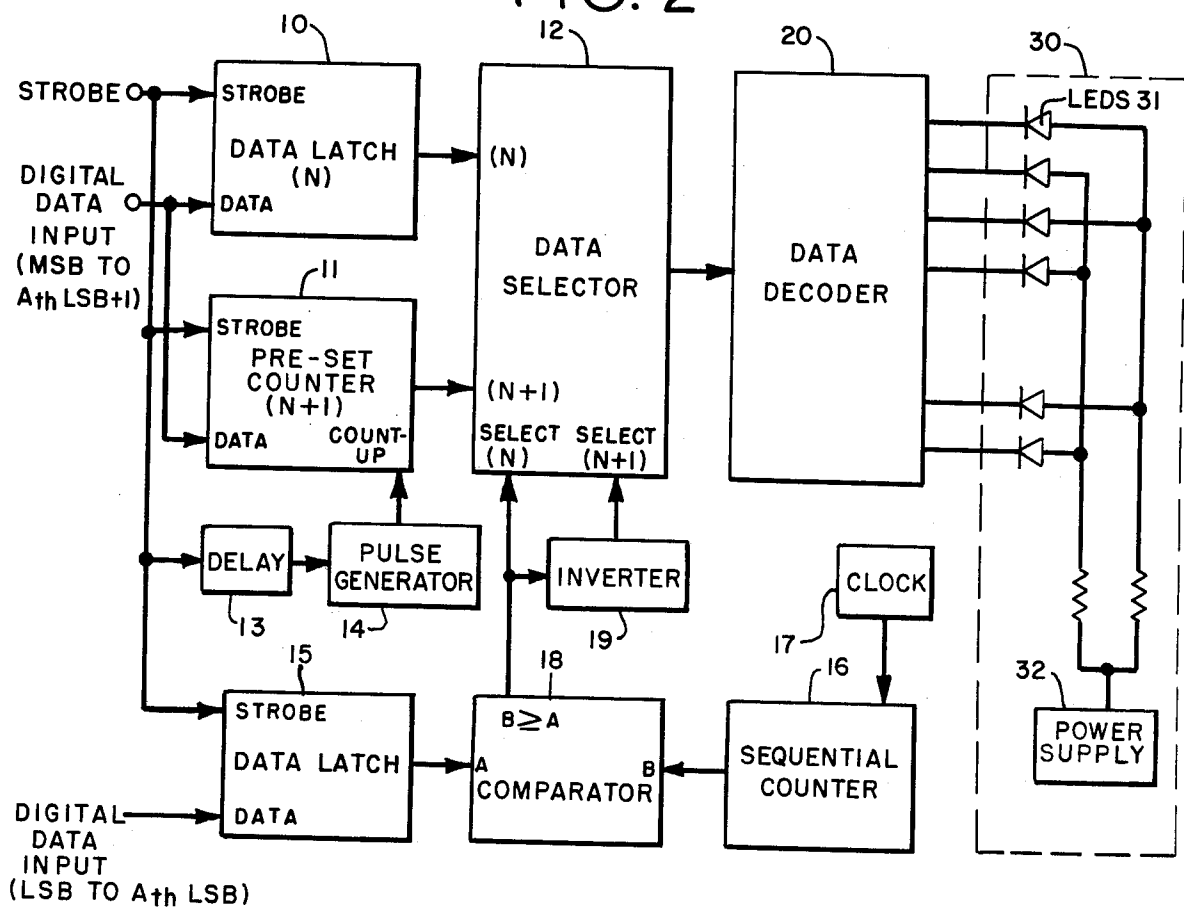 FIG. 2
10
12
20
30
STROBE
STROBE
DATA LATCH
(N)
DATA
DIGITAL
DATA
INPUT
(MSB TO
Ath LSB+1)
11
STROBE
PRE-SET
COUNTER
(N+1)
DATA
COUNT-
UP
(N)
DATA
SELECTOR
(N+1)
SELECT
(N)
SELECT
(N+1)
DATA
DECODER
LEDS 31
DELAY
13
PULSE
GENERATOR
14
INVERTER
19
CLOCK
17
15
STROBE
DATA LATCH
DATA
DIGITAL
DATA
INPUT
(LSB TO Ath LSB)
18
B≥A
A
B
COMPARATOR
16
SEQUENTIAL
COUNTER
32
POWER
SUPPLY